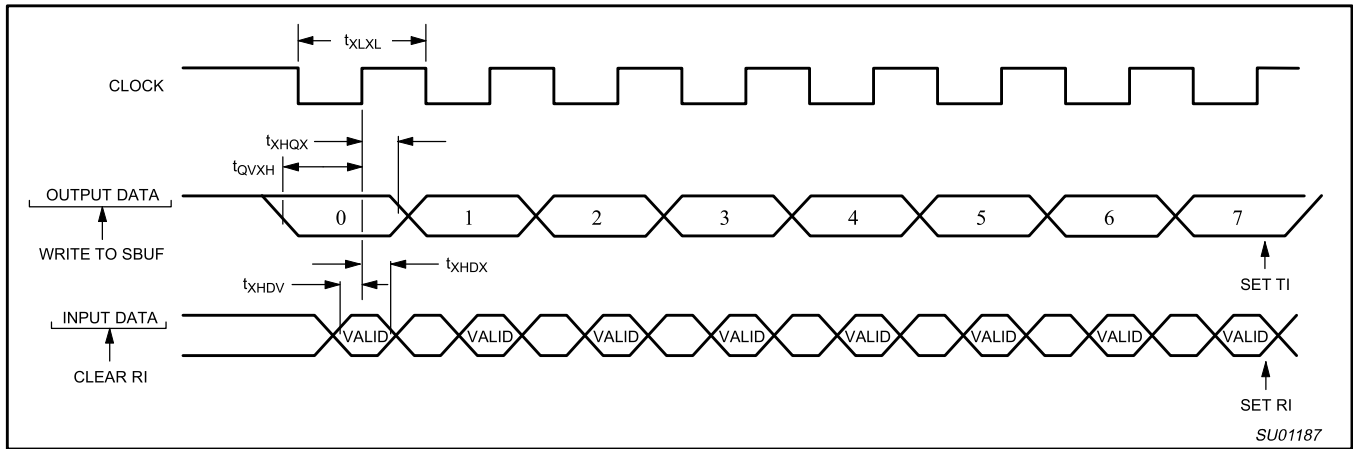 tXLXL
CLOCK
tXHQX
tQVXH
OUTPUT DATA
0 1 2 3 4 5 6 7
WRITE TO SBUF
SET TI
tXHDX
tXHDV
INPUT DATA
VALID VALID VALID VALID VALID VALID VALID VALID
CLEAR RI
SET RI
SU01187